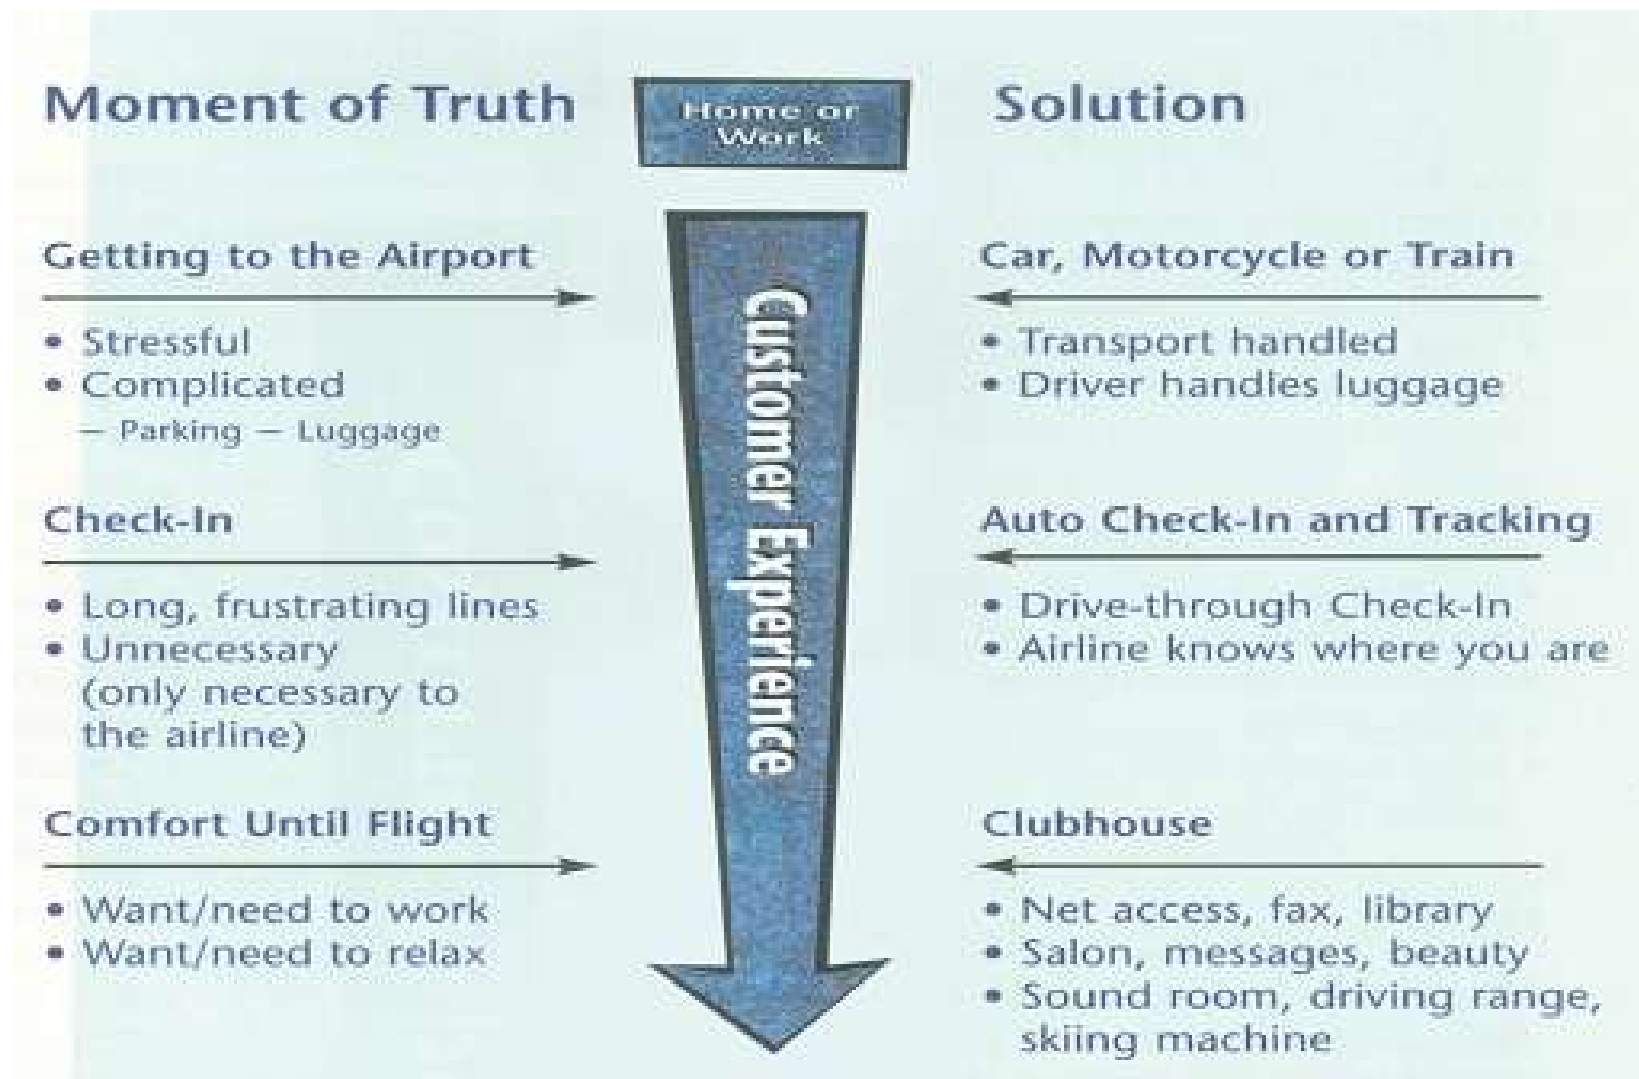 Moment of Truth
Home or
Work
Solution
Getting to the Airport
• Stressful
• Complicated
— Parking — Luggage
Car, Motorcycle or Train
• Transport handled
• Driver handles luggage
Customer Experience
Check-In
• Long, frustrating lines
• Unnecessary
(only necessary to
the airline)
Auto Check-In and Tracking
• Drive-through Check-In
• Airline knows where you are
Comfort Until Flight
• Want/need to work
• Want/need to relax
Clubhouse
• Net access, fax, library
• Salon, messages, beauty
• Sound room, driving range,
skiing machine